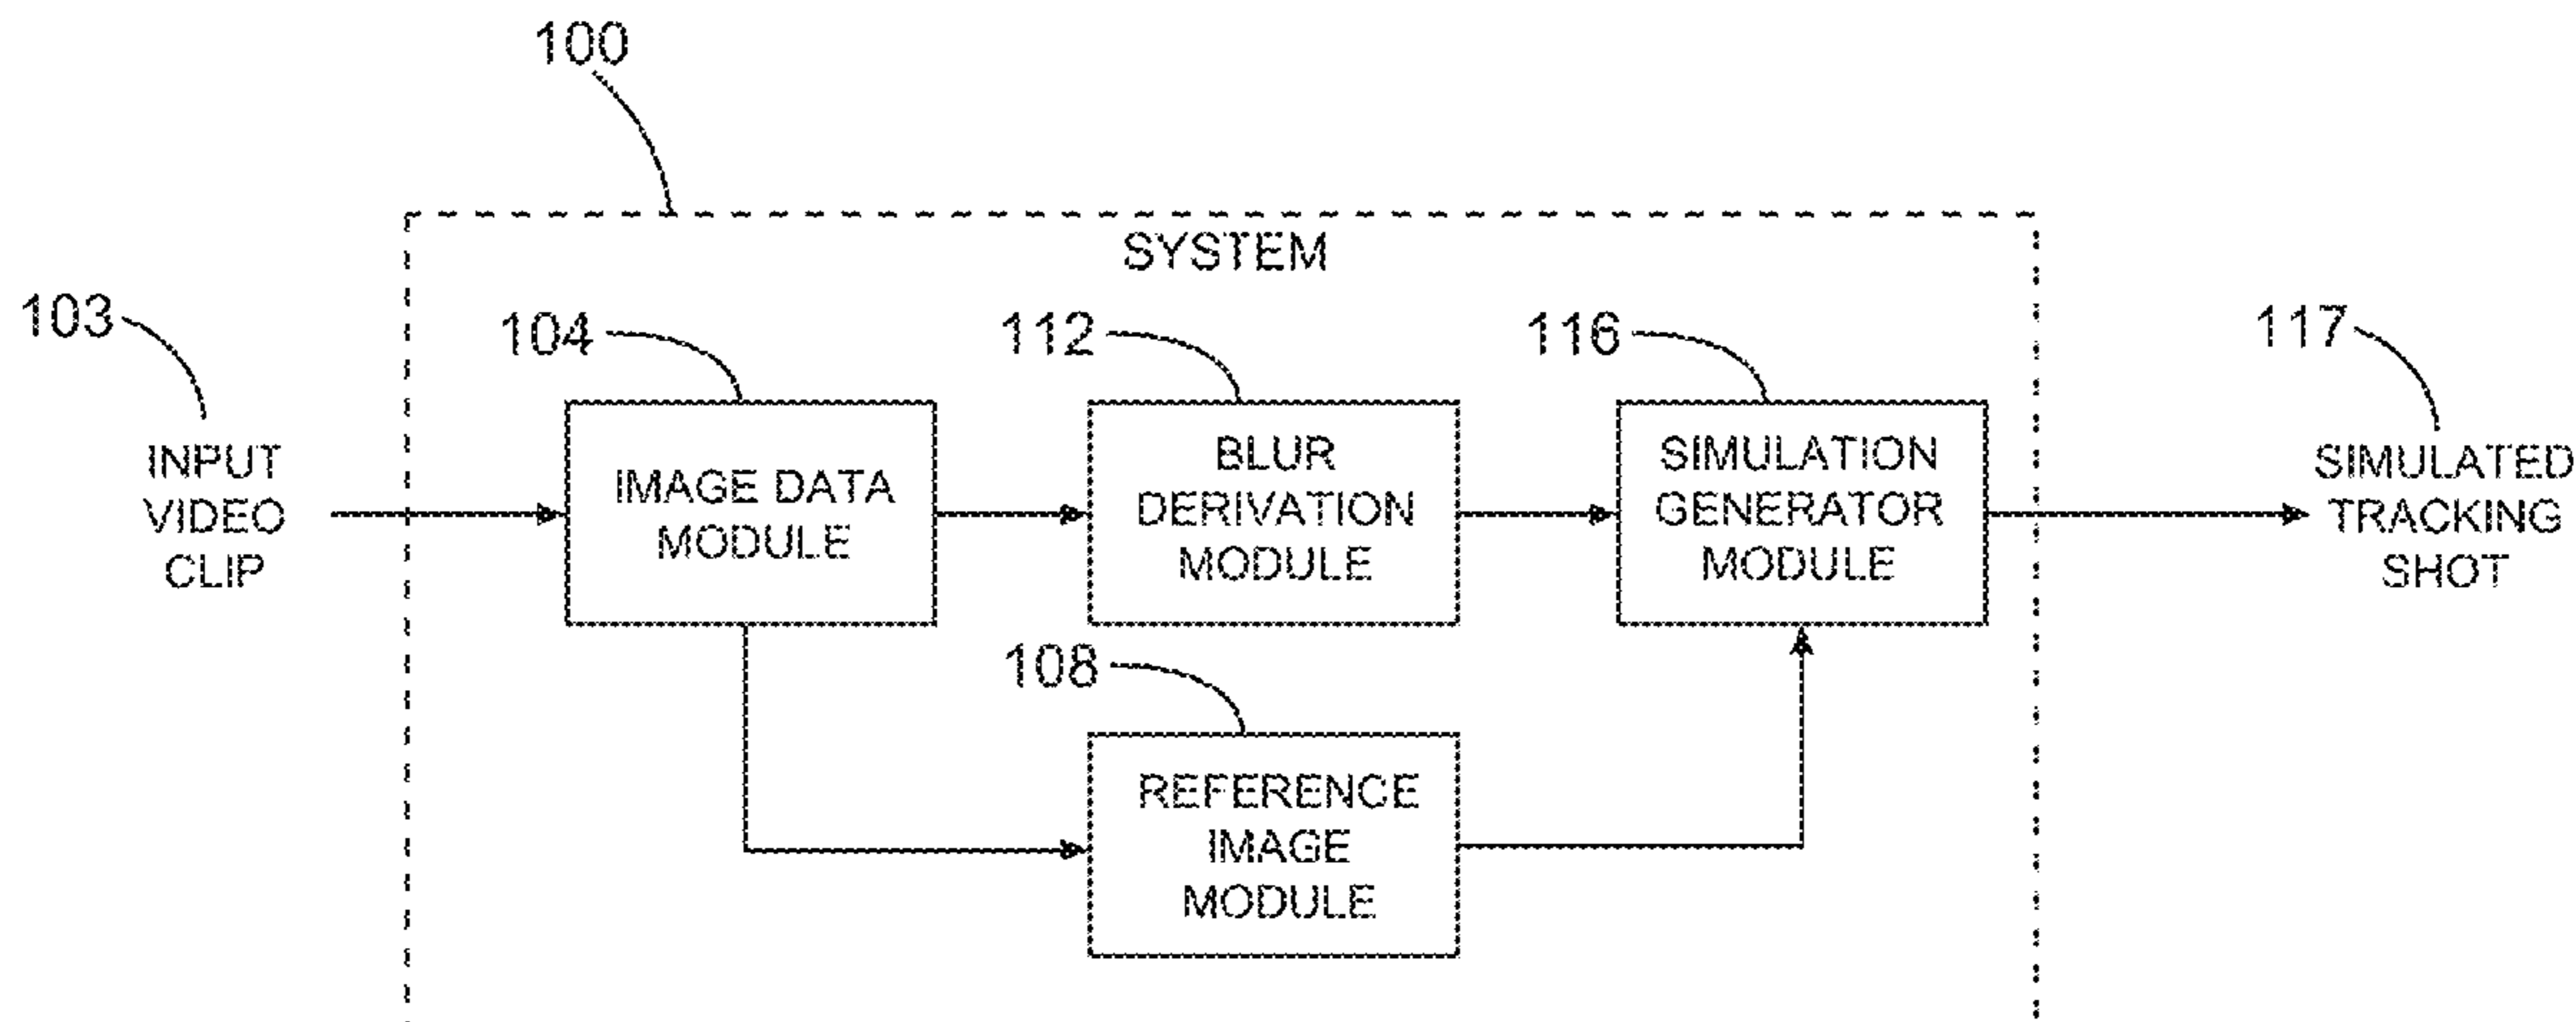 100
SYSTEM
103
104
112
116
117
INPUT
VIDEO
CLIP
IMAGE DATA
MODULE
BLUR
DERIVATION
MODULE
SIMULATION
GENERATOR
MODULE
SIMULATED
TRACKING
SHOT
108
REFERENCE
IMAGE
MODULE